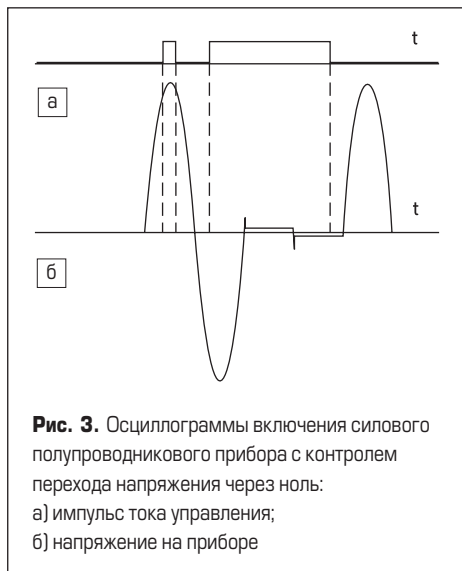 t
а
t
б
Рис. 3. Осциллограммы включения силового
полупроводникового прибора с контролем
перехода напряжения через ноль:
а) импульс тока управления;
б) напряжение на приборе